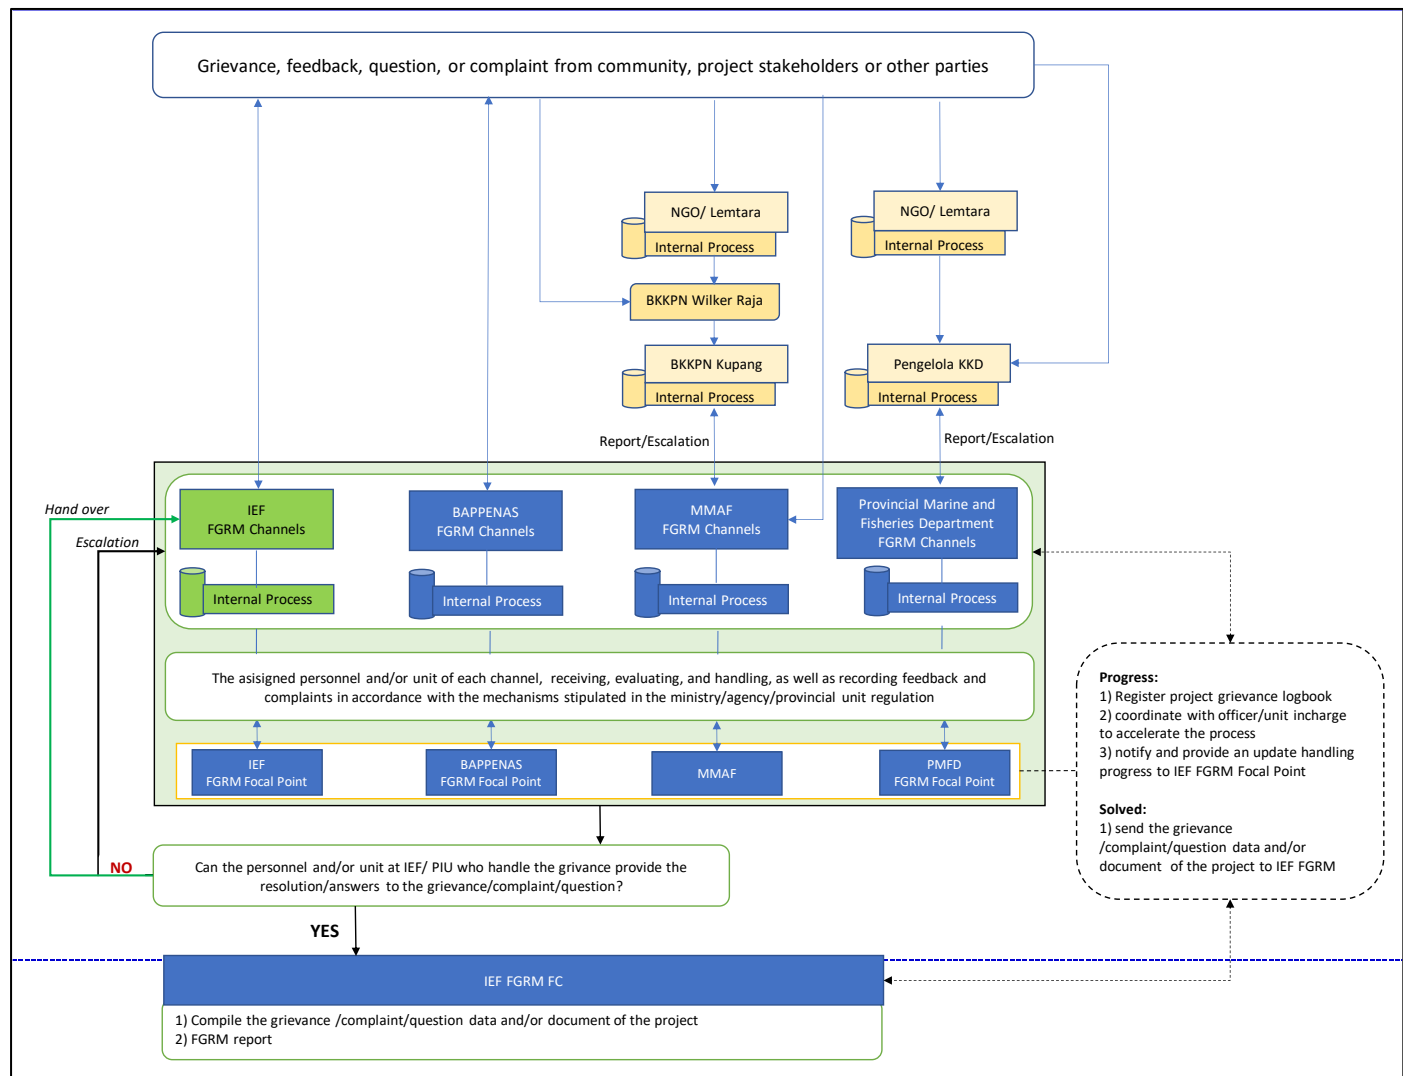 Grievance, feedback, question, or complaint from community, project stakeholders or other parties
NGO/ Lemtara
Internal Process
NGO/ Lemtara
Internal Process
BKKPN Wilker Raja
BKKPN Kupang
Internal Process
Pengelola KKD
Internal Process
Report/Escalation
Report/Escalation
Hand over
Escalation
IEF
FGRM Channels
BAPPENAS
FGRM Channels
MMAF
FGRM Channels
Provincial Marine and
Fisheries Department
FGRM Channels
Internal Process
Internal Process
Internal Process
Internal Process
The asisigned personnel and/or unit of each channel, receiving, evaluating, and handling, as well as recording feedback and
complaints in accordance with the mechanisms stipulated in the ministry/agency/provincial unit regulation
IEF
FGRM Focal Point
BAPPENAS
FGRM Focal Point
MMAF
PMFD
FGRM Focal Point
Progress:
1) Register project grievance logbook
2) coordinate with officer/unit incharge
to accelerate the process
3) notify and provide an update handling
progress to IEF FGRM Focal Point
Solved:
1) send the grievance
/complaint/question data and/or
document of the project to IEF FGRM
NO
Can the personnel and/or unit at IEF/ PIU who handle the grivance provide the
resolution/answers to the grievance/complaint/question?
YES
IEF FGRM FC
1) Compile the grievance /complaint/question data and/or document of the project
2) FGRM report